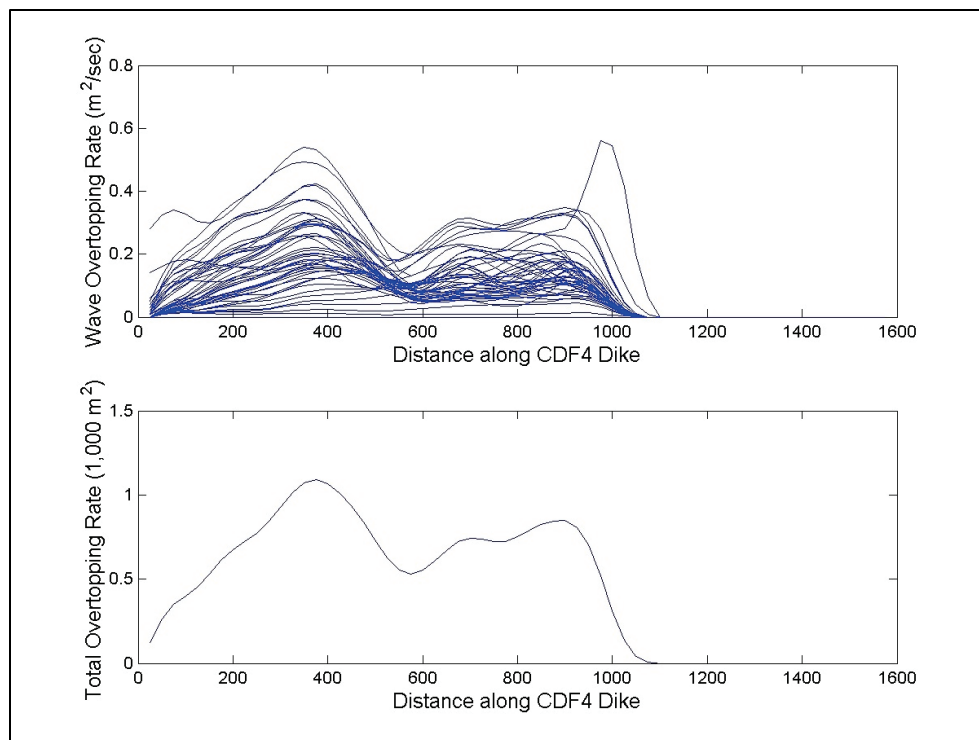 Wave Overtopping Rate (m²/sec)
0.8
0.6
0.4
0.2
0
0 200 400 600 800 1000 1200 1400 1600
Distance along CDF4 Dike
Total Overtopping Rate (1,000 m²)
1.5
1
0.5
0
0 200 400 600 800 1000 1200 1400 1600
Distance along CDF4 Dike